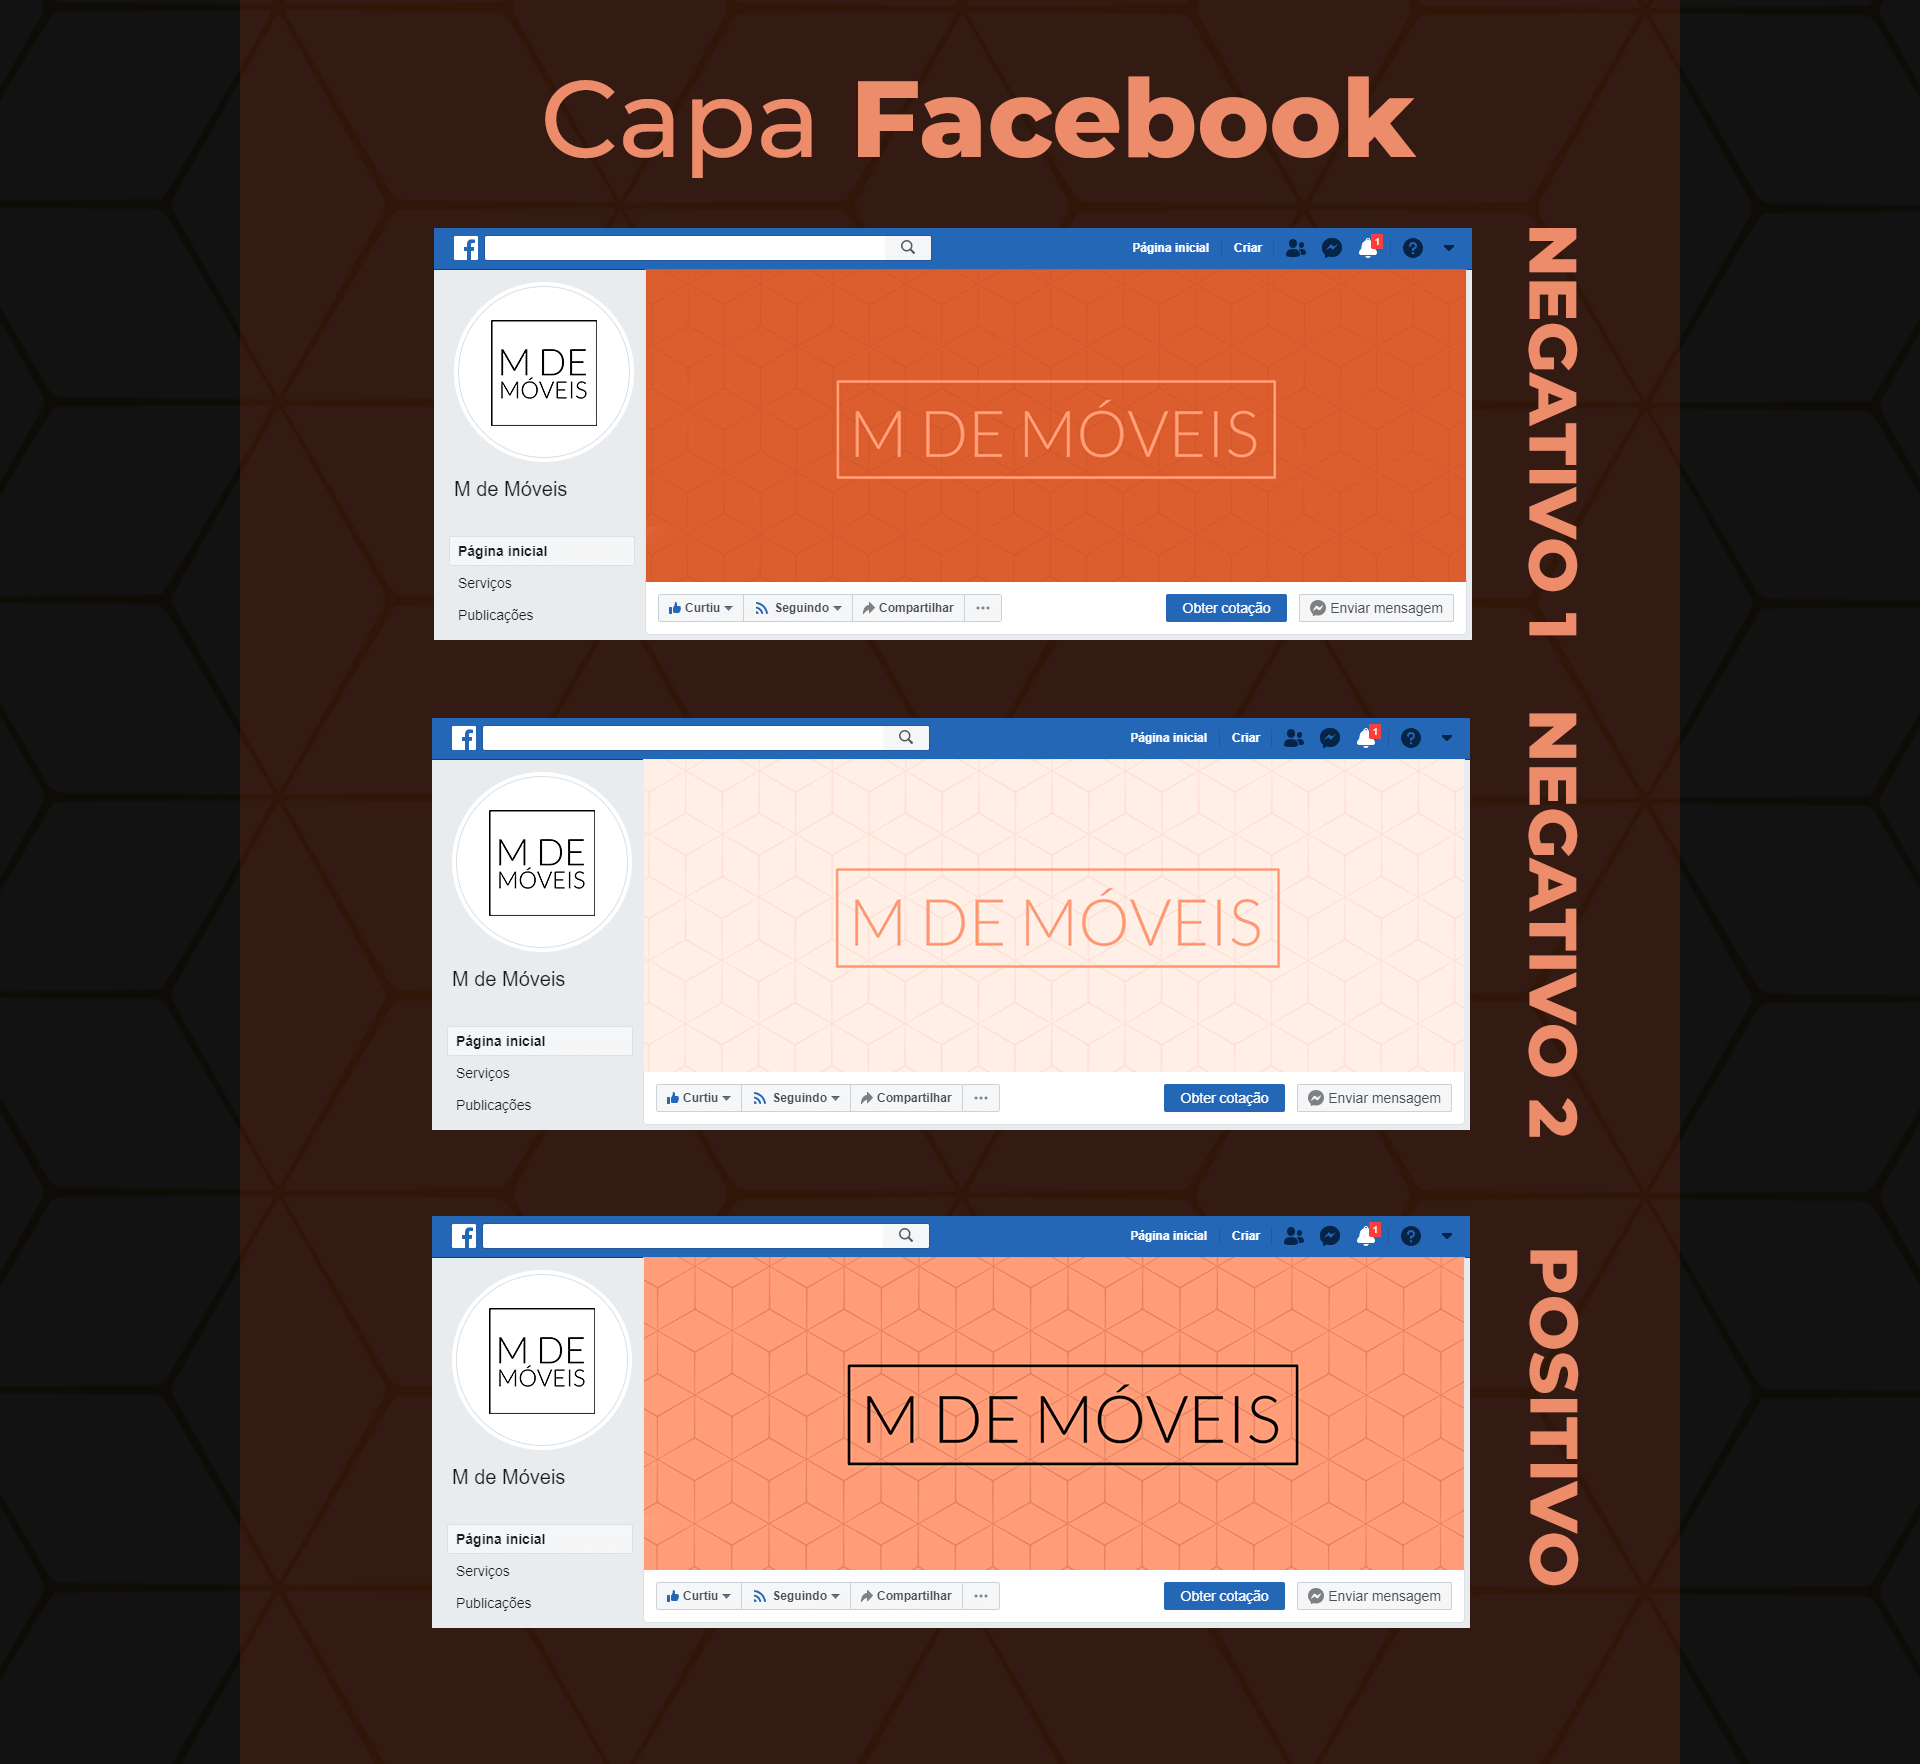 Capa Facebook
Página inicial
Criar
1
M DE
MÓVEIS
M DE MÓVEIS
M de Móveis
Página inicial
Serviços
Publicações
Curtiu
Seguindo
Compartilhar
Obter cotação
Enviar mensagem
NEGATIVO 1
Página inicial
Criar
1
M DE
MÓVEIS
M DE MÓVEIS
M de Móveis
Página inicial
Serviços
Publicações
Curtiu
Seguindo
Compartilhar
Obter cotação
Enviar mensagem
NEGATIVO 2
Página inicial
Criar
1
M DE
MÓVEIS
M DE MÓVEIS
M de Móveis
Página inicial
Serviços
Publicações
Curtiu
Seguindo
Compartilhar
Obter cotação
Enviar mensagem
POSITIVO